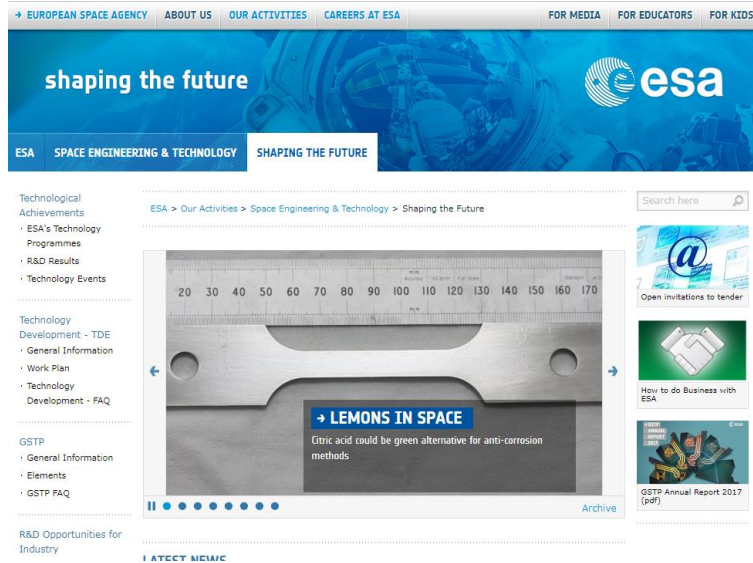 → EUROPEAN SPACE AGENCY ABOUT US OUR ACTIVITIES CAREERS AT ESA FOR MEDIA FOR EDUCATORS FOR KIDS
shaping the future
esa
ESA SPACE ENGINEERING & TECHNOLOGY SHAPING THE FUTURE
Technological
Achievements
· ESA's Technology
Programmes
· R&D Results
· Technology Events
Technology
Development - TDE
· General Information
· Work Plan
· Technology
Development - FAQ
GSTP
· General Information
· Elements
· GSTP FAQ
R&D Opportunities for
Industry
ESA > Our Activities > Space Engineering & Technology > Shaping the Future
m.m
20 30 40 50 60 70 80 90 100 110 120 130 140 150 160 170
m.m
→ LEMONS IN SPACE
Citric acid could be green alternative for anti-corrosion
methods
Archive
LATEST NEWS
Search here
@
Open invitations to tender
How to do Business with
ESA
→ GSTP
ANNUAL
REPORT
2017
esa
GSTP Annual Report 2017
(pdf)